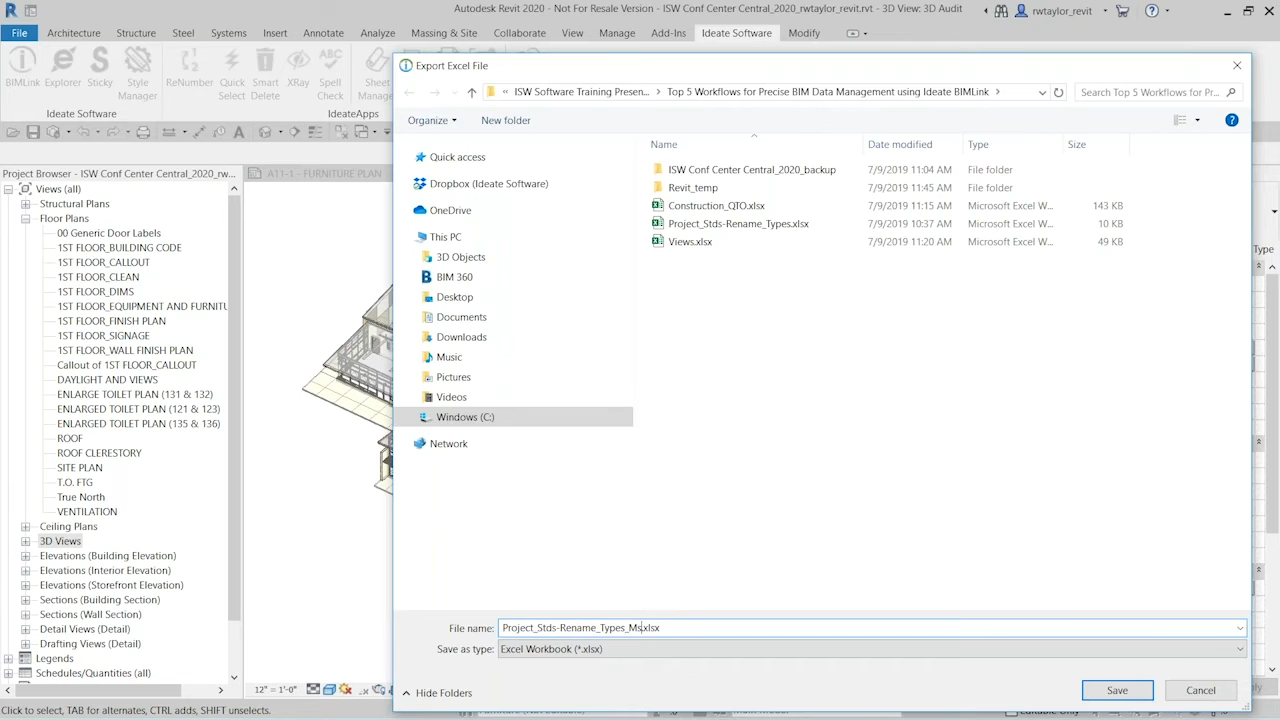 Autodesk Revit 2020 - Not For Resale Version - ISW Conf Center Central_2020_rwtaylor_revit.rvt - 3D View: 3D Audit
rwtaylor_revit
File Architecture Structure Steel Systems Insert Annotate Analyze Massing & Site Collaborate View Manage Add-Ins Ideate Software Modify
BIMLink Explorer Sticky Style Manager ReNumber Quick Select Smart Delete XRay Spell Check Sheet Manager
Ideate Software IdeateApps
Project Browser - ISW Conf Center Central_2020_rw...
11-1 - FURNITURE PLAN
Views (all)
Structural Plans
Floor Plans
00 Generic Door Labels
1ST FLOOR_BUILDING CODE
1ST FLOOR_CALLOUT
1ST FLOOR_CLEAN
1ST FLOOR_DIMS
1ST FLOOR_EQUIPMENT AND FURNITU
1ST FLOOR_FINISH PLAN
1ST FLOOR_SIGNAGE
1ST FLOOR_WALL FINISH PLAN
Callout of 1ST FLOOR_CALLOUT
DAYLIGHT AND VIEWS
ENLARGE TOILET PLAN (131 & 132)
ENLARGED TOILET PLAN (121 & 123)
ENLARGED TOILET PLAN (135 & 136)
ROOF
ROOF CLERESTORY
SITE PLAN
T.O. FTG
True North
VENTILATION
Ceiling Plans
3D Views
Elevations (Building Elevation)
Elevations (Interior Elevation)
Elevations (Storefront Elevation)
Sections (Building Section)
Sections (Wall Section)
Detail Views (Detail)
Drafting Views (Detail)
Legends
Schedules/Quantities (all)
12" = 1'-0"
Click to select, TAB for alternates, CTRL adds, SHIFT unselects.
Export Excel File
« ISW Software Training Presen... > Top 5 Workflows for Precise BIM Data Management using Ideate BIMLink >
Search Top 5 Workflows for Pr...
Organize New folder
Quick access
Dropbox (Ideate Software)
OneDrive
This PC
3D Objects
BIM 360
Desktop
Documents
Downloads
Music
Pictures
Videos
Windows (C:)
Network
Name Date modified Type Size
ISW Conf Center Central_2020_backup 7/9/2019 11:04 AM File folder
Revit_temp 7/9/2019 11:45 AM File folder
Construction_QTO.xlsx 7/9/2019 11:15 AM Microsoft Excel W... 143 KB
Project_Stds-Rename_Types.xlsx 7/9/2019 10:37 AM Microsoft Excel W... 10 KB
Views.xlsx 7/9/2019 11:20 AM Microsoft Excel W... 49 KB
File name: Project_Stds-Rename_Types_Ms.xlsx
Save as type: Excel Workbook (*.xlsx)
Hide Folders
Save Cancel
Type